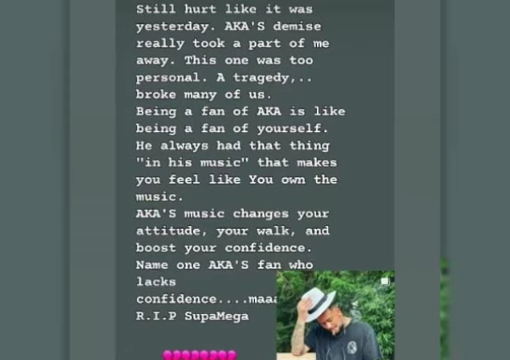 Still hurt like it was
yesterday. AKA'S demise
really took a part of me
away. This one was too
personal. A tragedy,..
broke many of us.
Being a fan of AKA is like
being a fan of yourself.
He always had that thing
"in his music" that makes
you feel like You own the
music.
AKA'S music changes your
attitude, your walk, and
boost your confidence.
Name one AKA'S fan who
lacks
confidence....maaa
R.I.P SupaMega